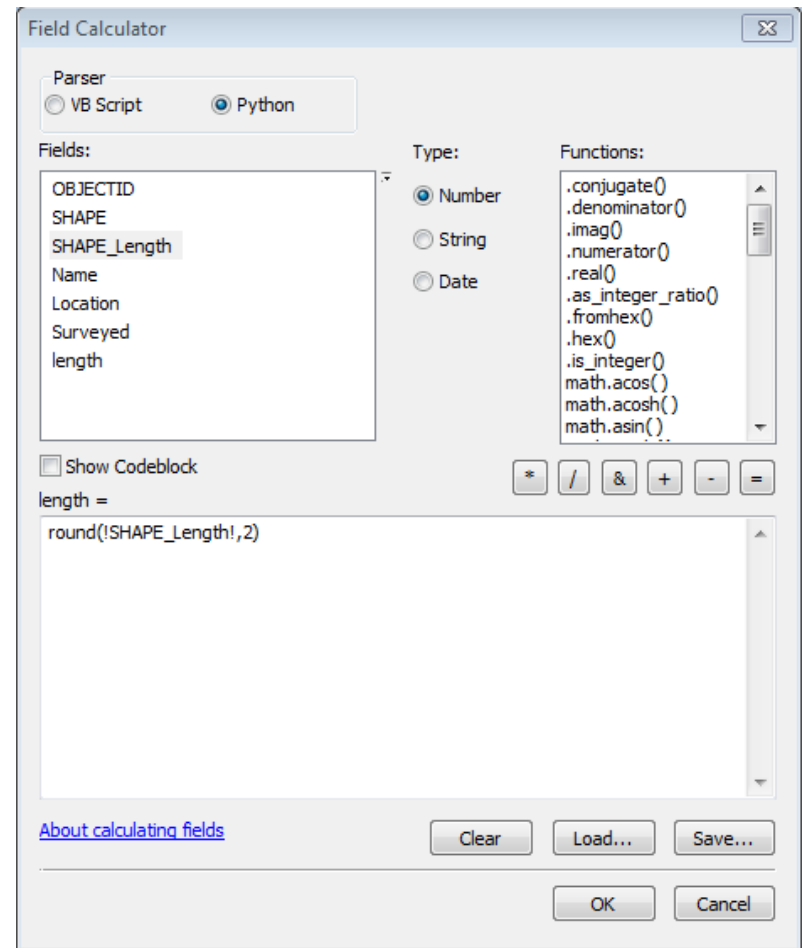 Field Calculator
Parser
VB Script
Python
Fields:
OBJECTID
SHAPE
SHAPE_Length
Name
Location
Surveyed
length
Type:
Number
String
Date
Functions:
.conjugate()
.denominator()
.imag()
.numerator()
.real()
.as_integer_ratio()
.fromhex()
.hex()
.is_integer()
math.acos( )
math.acosh( )
math.asin( )
Show Codeblock
* / & + - =
length =
round(!SHAPE_Length!,2)
About calculating fields
Clear
Load...
Save...
OK
Cancel